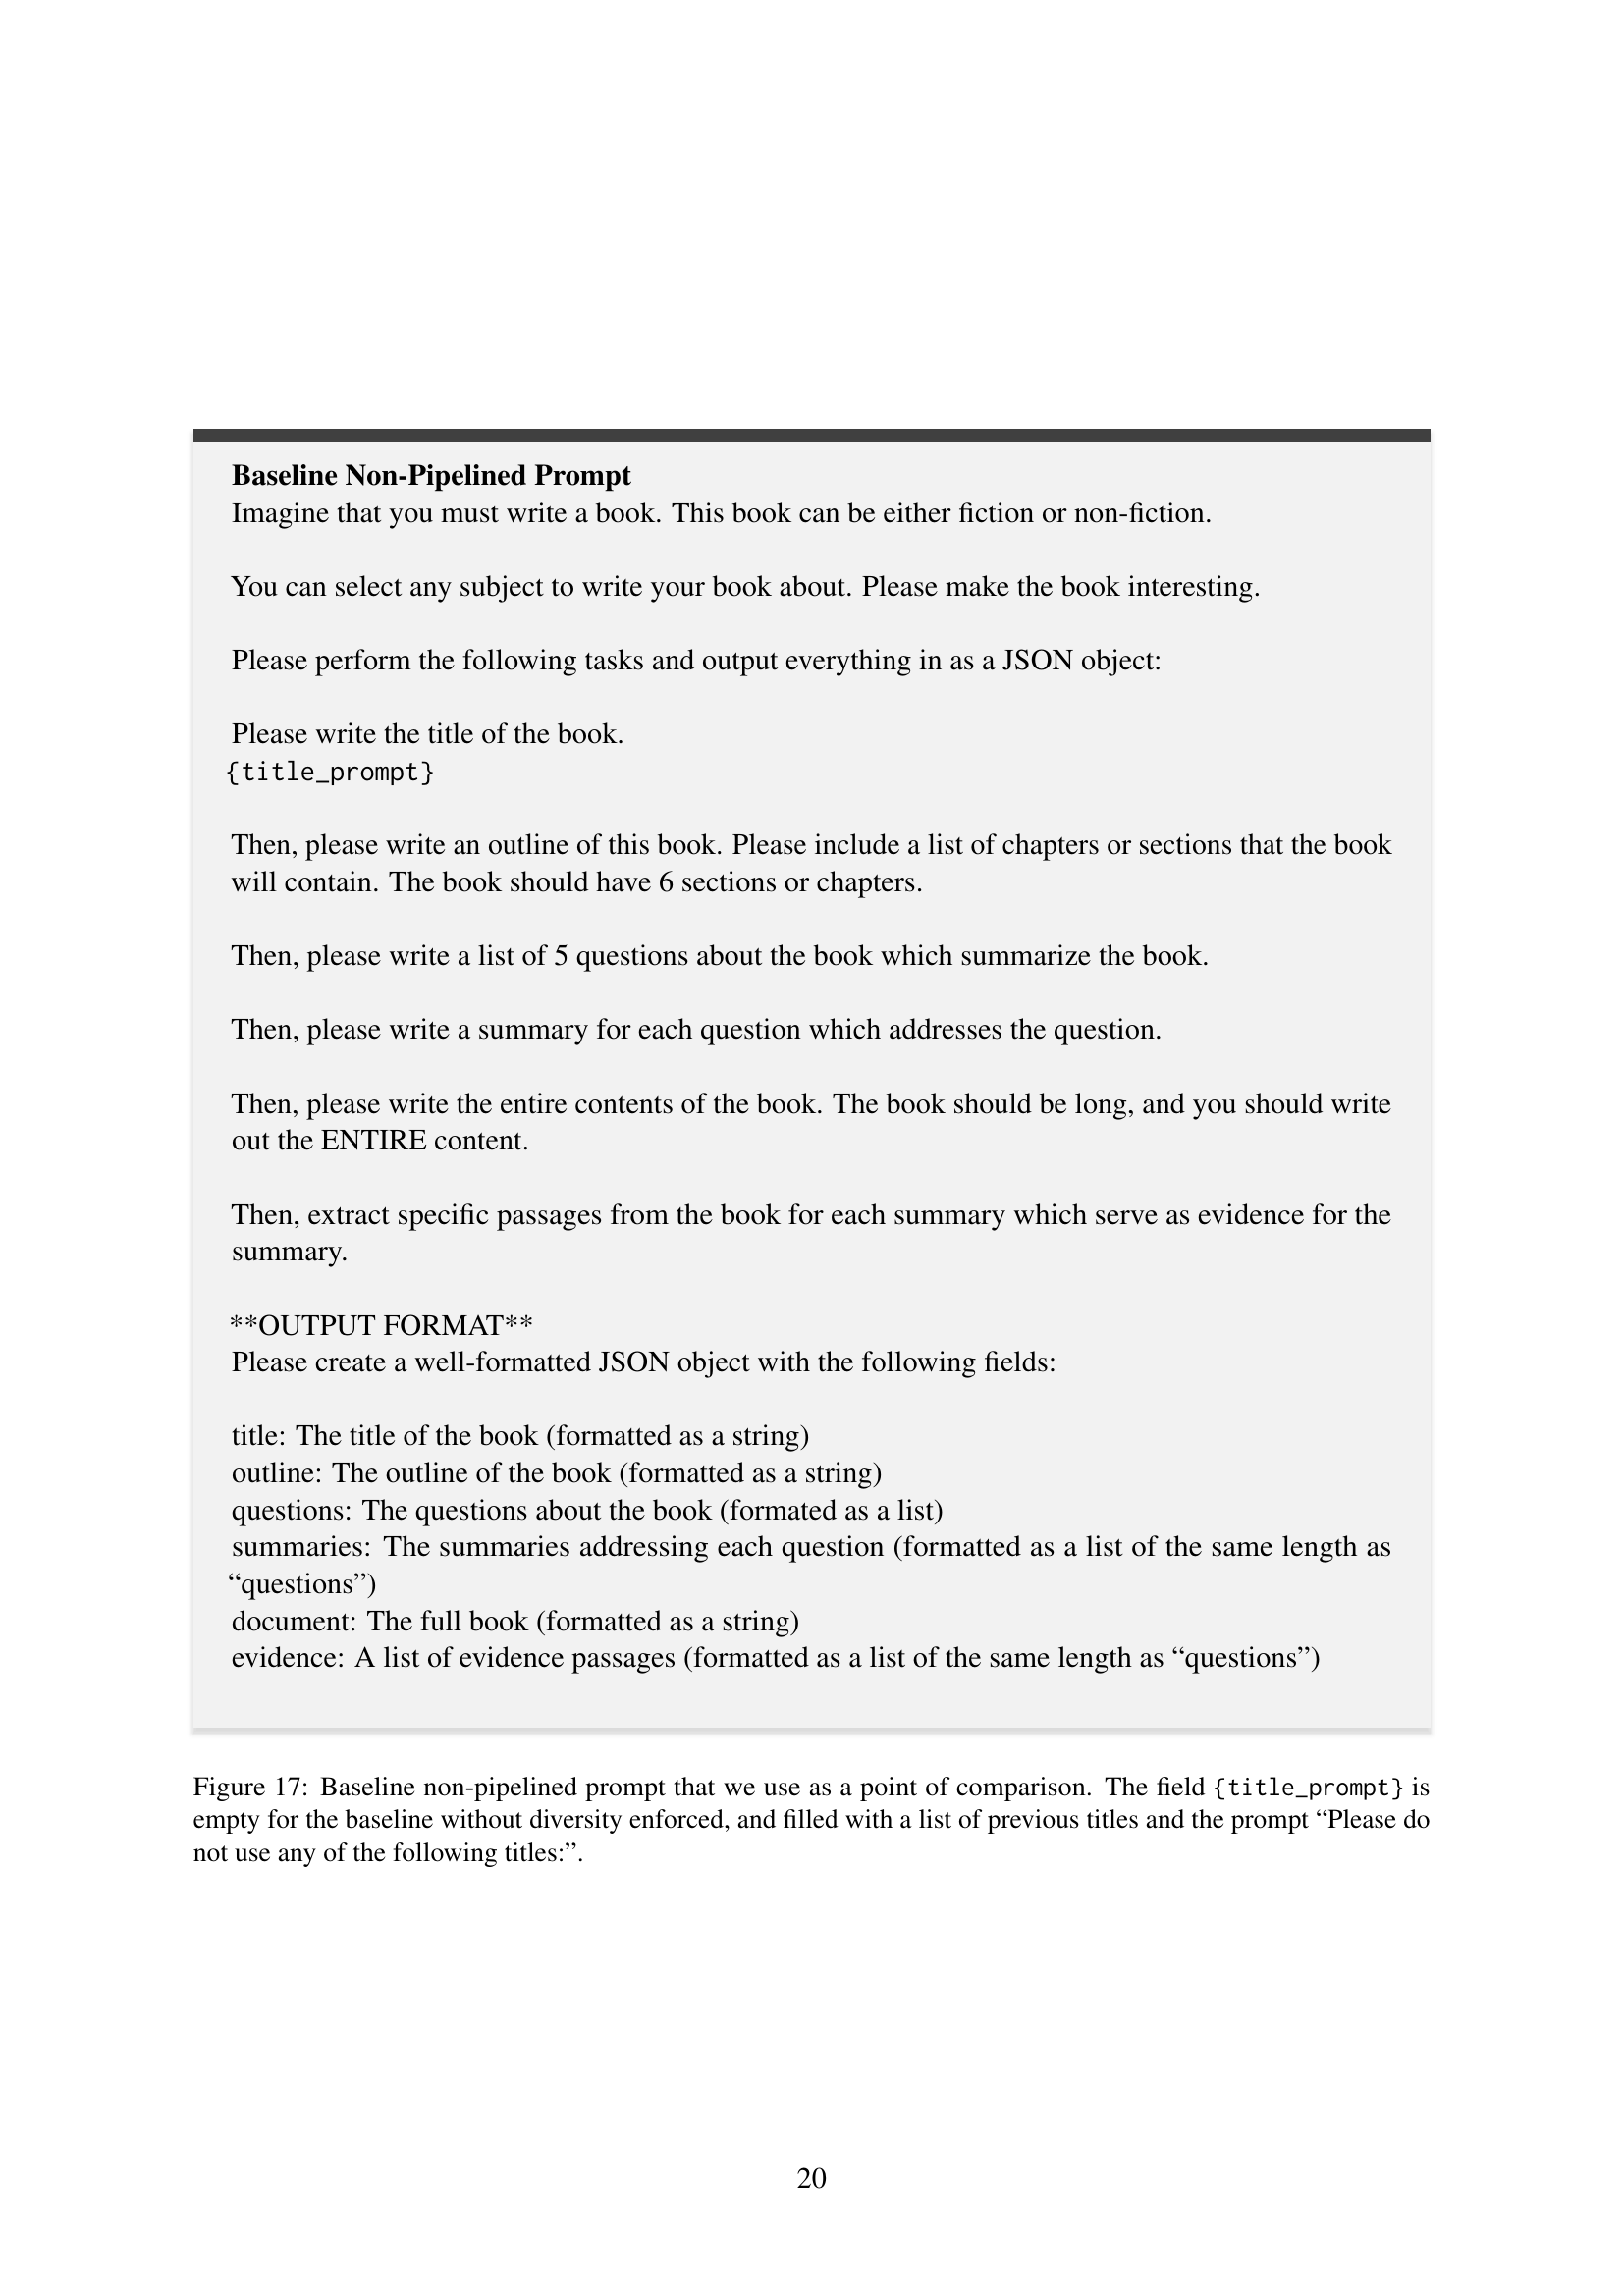 Baseline Non-Pipelined Prompt
Imagine that you must write a book. This book can be either fiction or non-fiction.
You can select any subject to write your book about. Please make the book interesting.
Please perform the following tasks and output everything in as a JSON object:
Please write the title of the book.
{title_prompt}
Then, please write an outline of this book. Please include a list of chapters or sections that the book
will contain. The book should have 6 sections or chapters.
Then, please write a list of 5 questions about the book which summarize the book.
Then, please write a summary for each question which addresses the question.
Then, please write the entire contents of the book. The book should be long, and you should write
out the ENTIRE content.
Then, extract specific passages from the book for each summary which serve as evidence for the
summary.
**OUTPUT FORMAT**
Please create a well-formatted JSON object with the following fields:
title: The title of the book (formatted as a string)
outline: The outline of the book (formatted as a string)
questions: The questions about the book (formated as a list)
summaries: The summaries addressing each question (formatted as a list of the same length as
“questions”)
document: The full book (formatted as a string)
evidence: A list of evidence passages (formatted as a list of the same length as “questions”)
Figure 17: Baseline non-pipelined prompt that we use as a point of comparison. The field {title_prompt} is
empty for the baseline without diversity enforced, and filled with a list of previous titles and the prompt “Please do
not use any of the following titles:”.
20